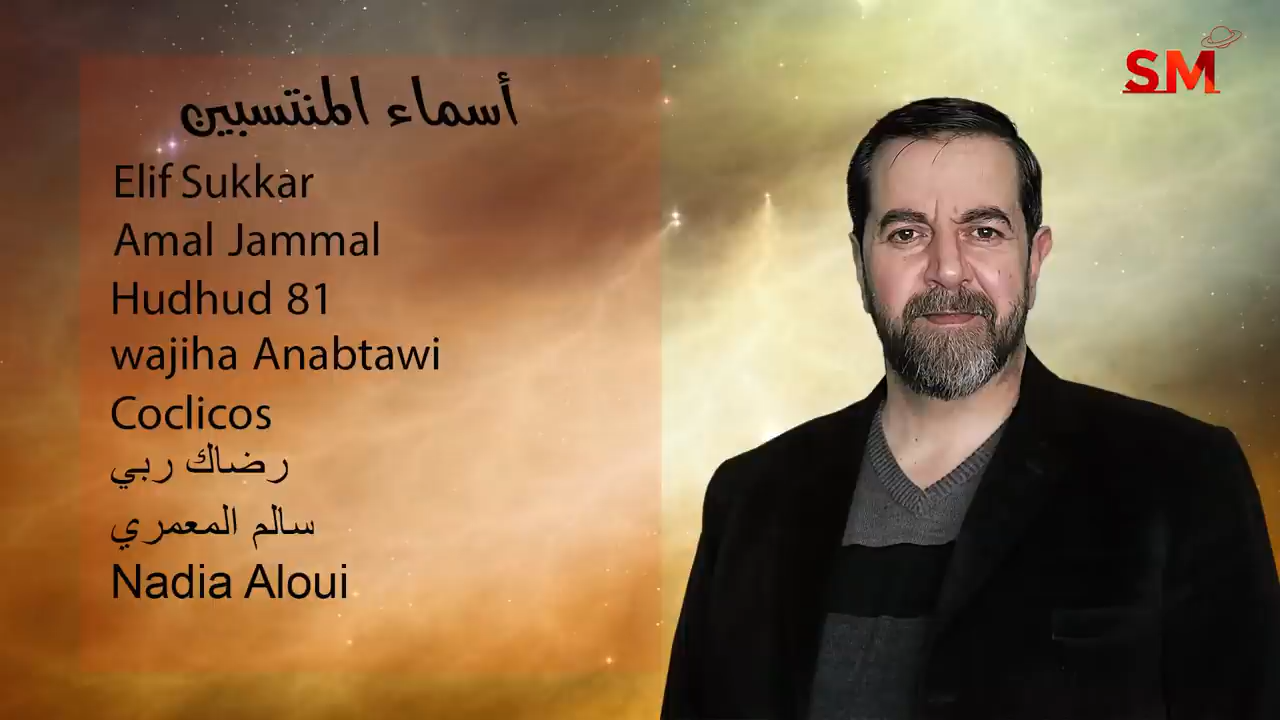 SM
أسماء المنتسبين
Elif Sukkar
Amal Jammal
Hudhud 81
wajiha Anabtawi
Coclicos
رضاك ربي
سالم المعمري
Nadia Aloui